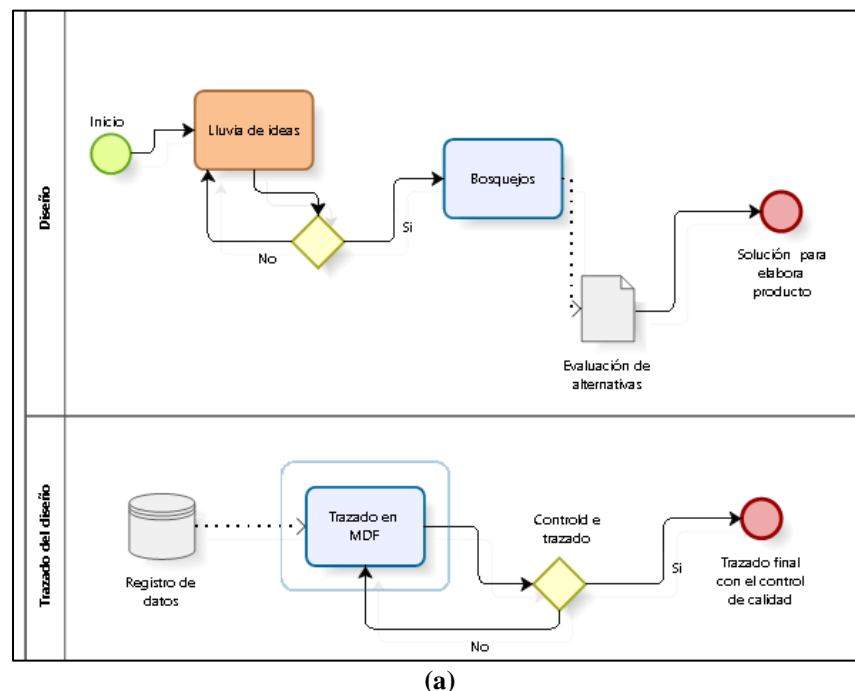 Diseño
Inicio
Lluvia de ideas
No
Si
Bosquejos
Evaluación de
alternativas
Solución para
elabora
producto
Trazado del diseño
Registro de
datos
Trazado en
MDF
No
Controld e
trazado
Si
Trazado final
con el control
de calidad
(a)